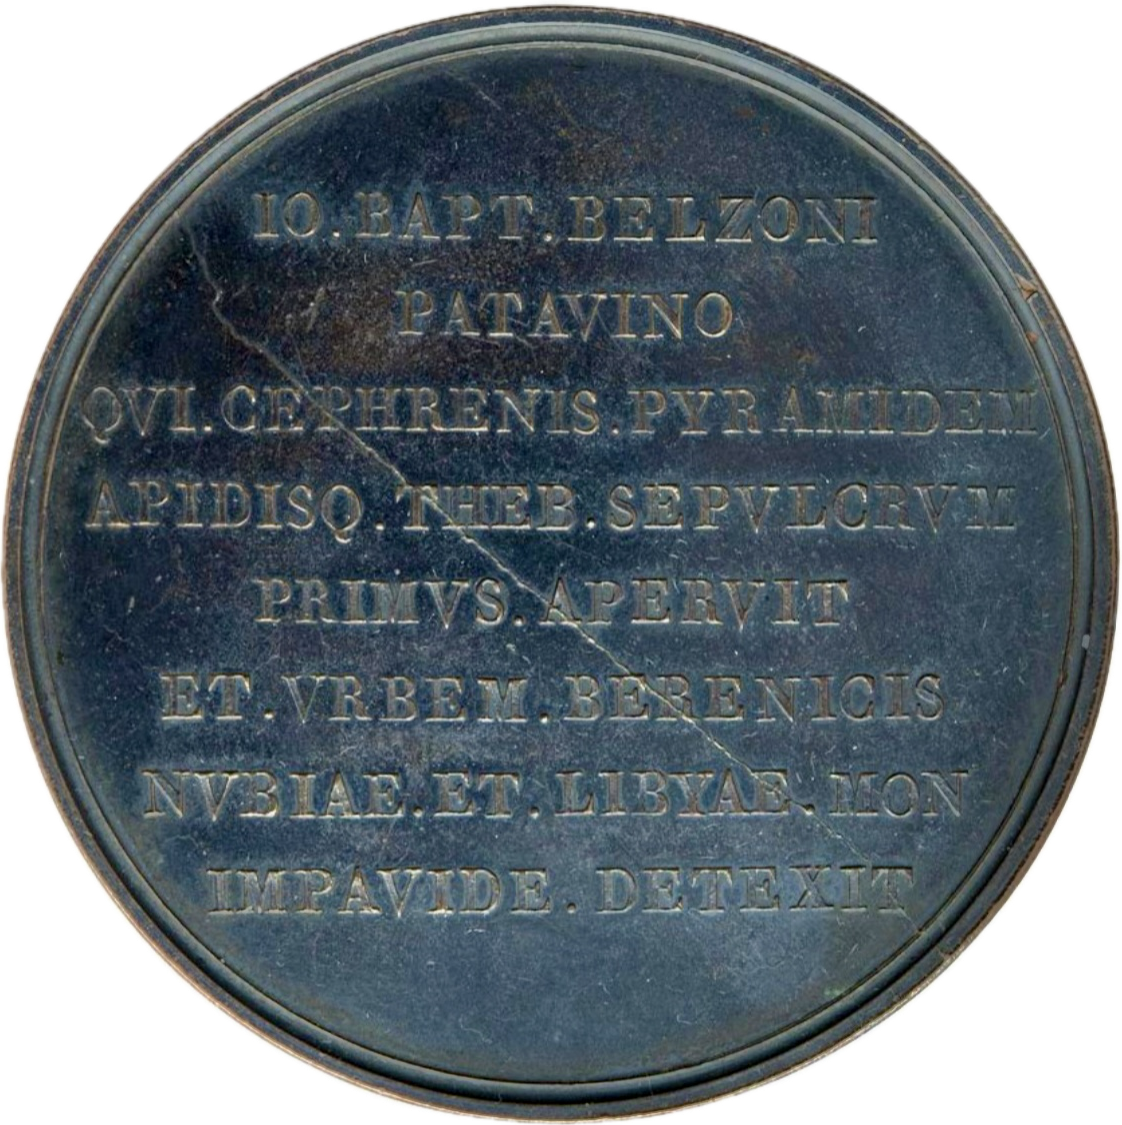 IO.BAPT.BELZONI
PATAVINO
QVI.CEPHRENIS.PYRAMIDEM
APIDISQ.THEB.SEPVLCRVM
PRIMVS.APERVIT
ET.VRBEM.BERENICIS
NVBIAE.ET.LIBYAE.MON
IMPAVIDE.DETEXIT